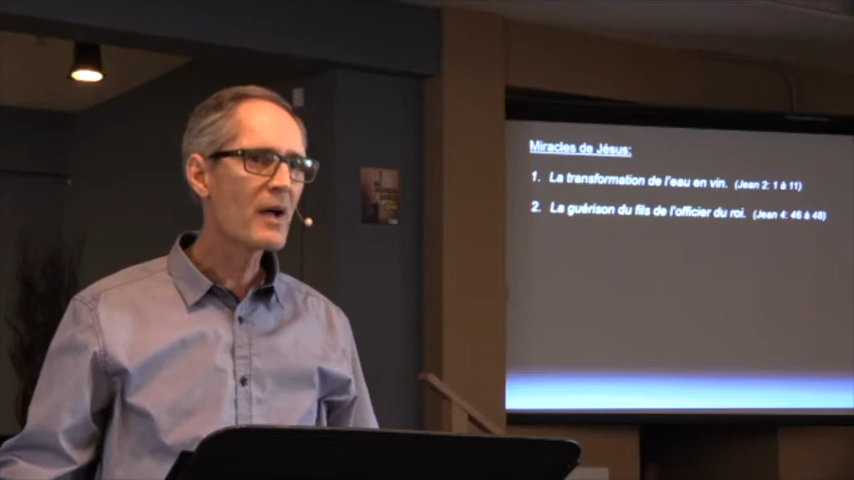 Miracles de Jésus:
1. La transformation de l'eau en vin. (Jean 2: 1 à 11)
2. La guérison du fils de l'officier du roi. (Jean 4: 46 à 48)